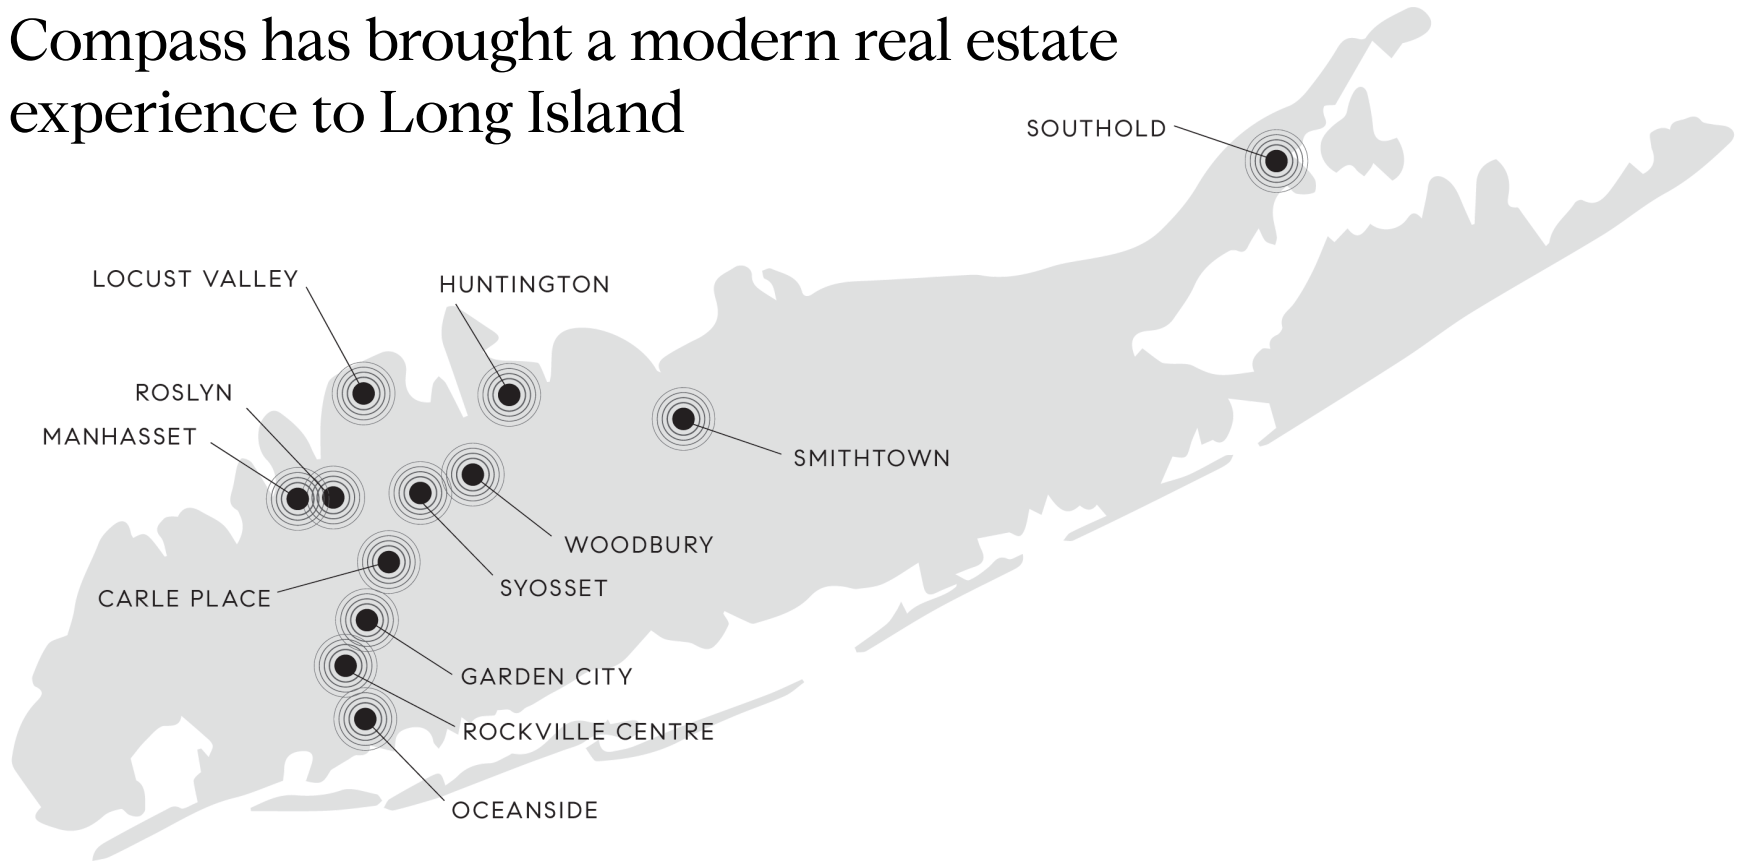 Compass has brought a modern real estate
experience to Long Island
SOUTHOLD
LOCUST VALLEY
HUNTINGTON
ROSLYN
MANHASSET
SMITHTOWN
WOODBURY
SYOSSET
CARLE PLACE
GARDEN CITY
ROCKVILLE CENTRE
OCEANSIDE